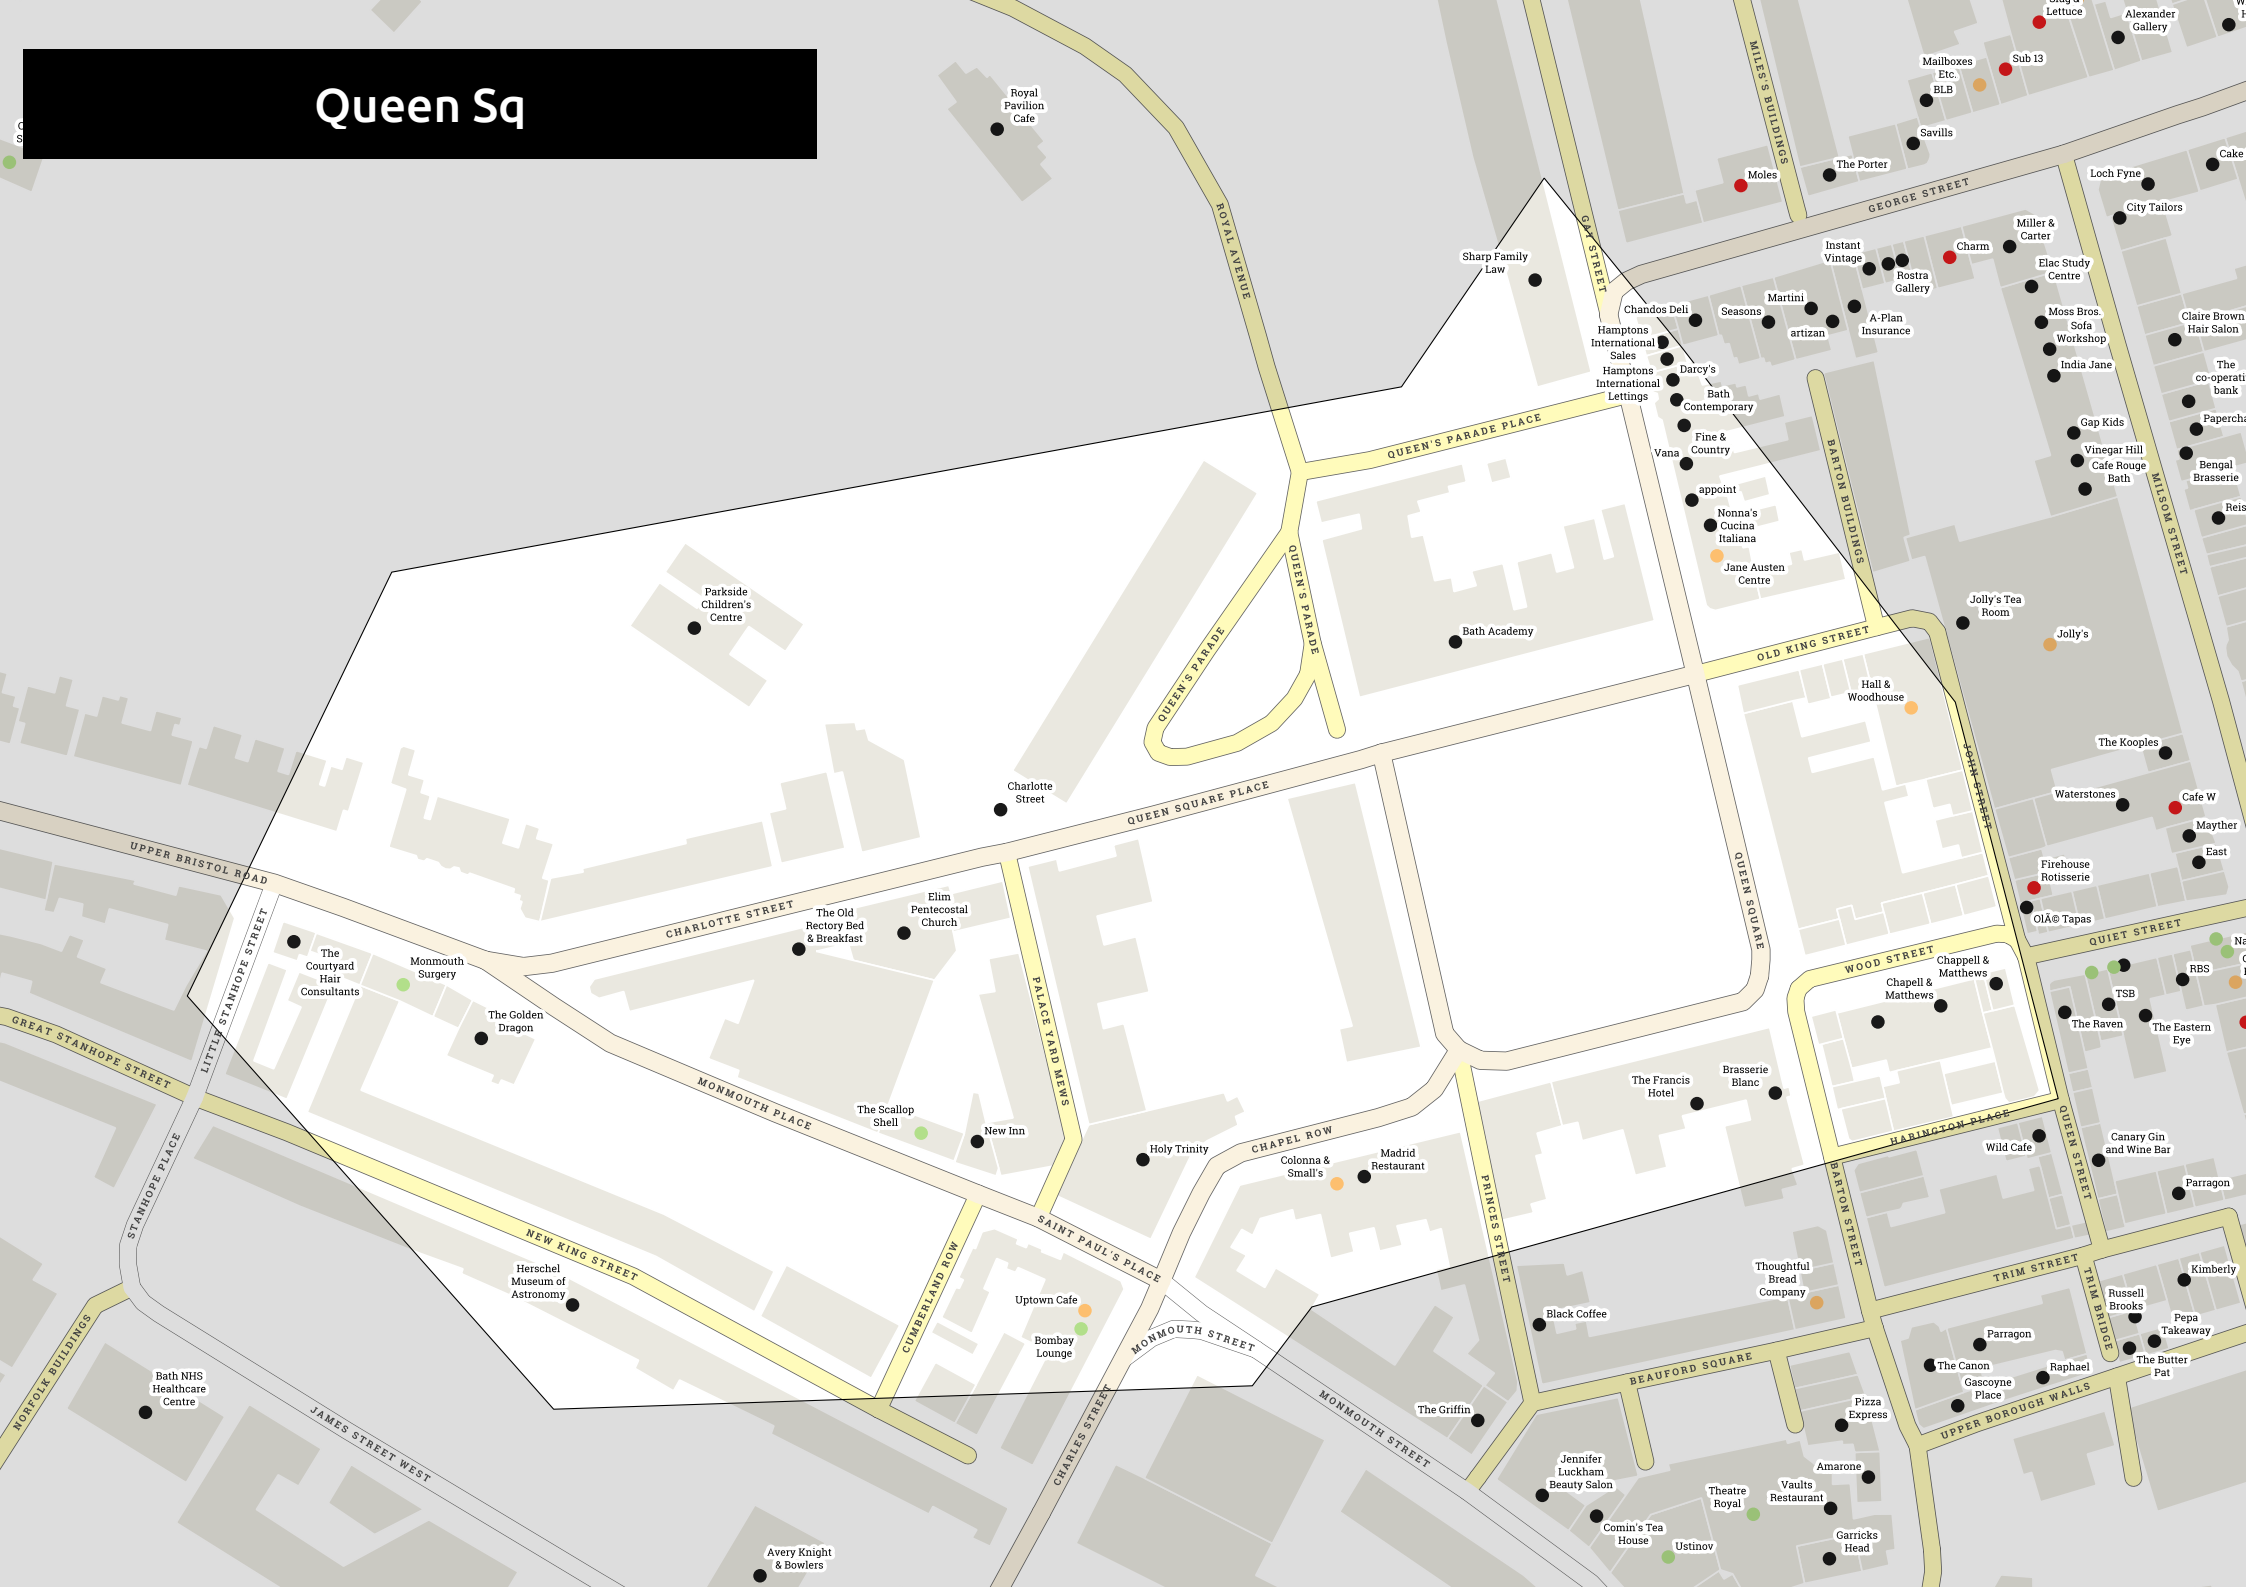 Queen Sq
Royal
Pavilion
Cafe
ROYAL AVENUE
GAY STREET
MILES'S BUILDINGS
Lettuce
Alexander
Gallery
Sub 13
Mailboxes
Etc.
BLB
Savills
The Porter
Moles
GEORGE STREET
Loch Fyne
Cake
City Tailors
Miller &
Carter
Charm
Instant
Vintage
Rostra
Gallery
Elac Study
Centre
Sharp Family
Law
Chandos Deli
Seasons
Martini
artizan
A-Plan
Insurance
Moss Bros.
Sofa
Workshop
India Jane
Claire Brown
Hair Salon
The
co-operati
bank
Hamptons
International
Sales
Hamptons
International
Lettings
Darcy's
Bath
Contemporary
Fine &
Country
Vana
appoint
Nonna's
Cucina
Italiana
Jane Austen
Centre
QUEEN'S PARADE PLACE
QUEEN'S PARADE
QUEEN'S PARADE
BARTON BUILDINGS
MILSOM STREET
Gap Kids
Vinegar Hill
Cafe Rouge
Bath
Papercha
Bengal
Brasserie
Reis
Parkside
Children's
Centre
Bath Academy
OLD KING STREET
Jolly's Tea
Room
Jolly's
Hall &
Woodhouse
JOHN STREET
The Kooples
Waterstones
Cafe W
Mayther
East
Firehouse
Rotisserie
OlÃ© Tapas
QUIET STREET
Charlotte
Street
QUEEN SQUARE PLACE
QUEEN SQUARE
UPPER BRISTOL ROAD
CHARLOTTE STREET
The Old
Rectory Bed
& Breakfast
Elim
Pentecostal
Church
WOOD STREET
Chappell &
Matthews
Chapell &
Matthews
RBS
TSB
Na
The Raven
The Eastern
Eye
The
Courtyard
Hair
Consultants
Monmouth
Surgery
The Golden
Dragon
LITTLE STANHOPE STREET
GREAT STANHOPE STREET
STANHOPE PLACE
PALACE YARD MEWS
MONMOUTH PLACE
The Scallop
Shell
New Inn
Holy Trinity
CHAPEL ROW
Colonna &
Small's
Madrid
Restaurant
The Francis
Hotel
Brasserie
Blanc
HARINGTON PLACE
Wild Cafe
QUEEN STREET
Canary Gin
and Wine Bar
Parragon
PRINCES STREET
BARTON STREET
SAINT PAUL'S PLACE
NEW KING STREET
CUMBERLAND ROW
Herschel
Museum of
Astronomy
Uptown Cafe
Bombay
Lounge
MONMOUTH STREET
Thoughtful
Bread
Company
TRIM STREET
TRIM BRIDGE
Kimberly
Russell
Brooks
Pepa
Takeaway
The Butter
Pat
Black Coffee
Parragon
The Canon
Raphael
Gascoyne
Place
BEAUFORD SQUARE
UPPER BOROUGH WALLS
NORFOLK BUILDINGS
Bath NHS
Healthcare
Centre
JAMES STREET WEST
CHARLES STREET
MONMOUTH STREET
The Griffin
Pizza
Express
Amarone
Jennifer
Luckham
Beauty Salon
Theatre
Royal
Vaults
Restaurant
Comin's Tea
House
Ustinov
Garricks
Head
Avery Knight
& Bowlers